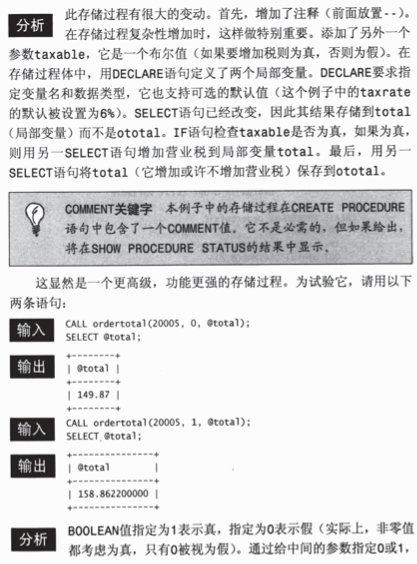 分析 此存储过程有很大的变动。首先，增加了注释（前面放置--）。
在存储过程复杂性增加时，这样做特别重要。添加了另外一个
参数taxable，它是一个布尔值（如果要增加税则为真，否则为假）。在
存储过程体中，用DECLARE语句定义了两个局部变量。DECLARE要求指
定变量名和数据类型，它也支持可选的默认值（这个例子中的taxrate
的默认被设置为6%）。SELECT语句已经改变，因此其结果存储到total
（局部变量）而不是ototal。IF语句检查taxable是否为真，如果为真，
则用另一SELECT语句增加营业税到局部变量total。最后，用另一
SELECT语句将total（它增加或许不增加营业税）保存到ototal。
COMMENT关键字 本例子中的存储过程在CREATE PROCEDURE
语句中包含了一个COMMENT值。它不是必需的，但如果给出，
将在SHOW PROCEDURE STATUS的结果中显示。
这显然是一个更高级，功能更强的存储过程。为试验它，请用以下
两条语句：
输入 CALL ordertotal(20005, 0, @total);
SELECT @total;
输出 +--------+
| @total |
+--------+
| 149.87 |
+--------+
输入 CALL ordertotal(20005, 1, @total);
SELECT @total;
输出 +---------------+
| @total        |
+---------------+
| 158.862200000 |
+---------------+
分析 BOOLEAN值指定为1表示真，指定为0表示假（实际上，非零值
都考虑为真，只有0被视为假）。通过给中间的参数指定0或1，